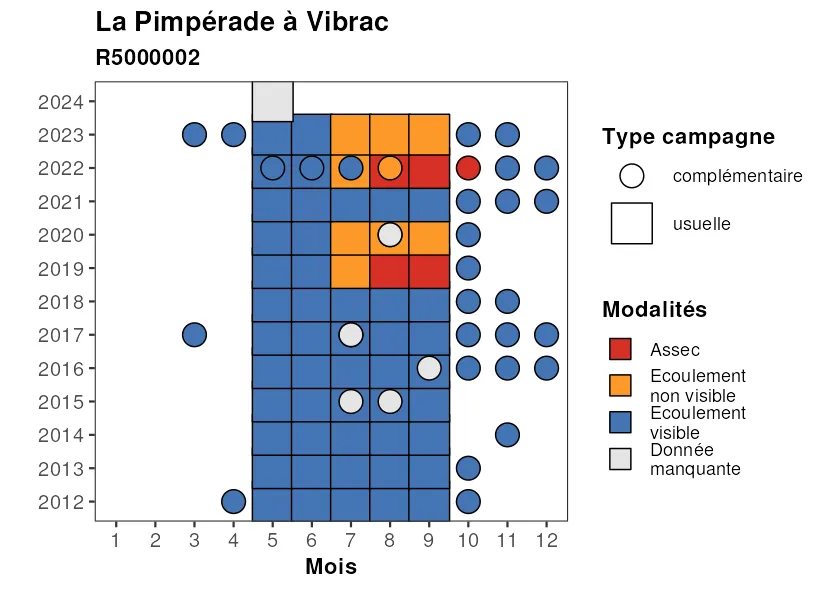 La Pimpérade à Vibrac
R5000002
2024
2023
2022
2021
2020
2019
2018
2017
2016
2015
2014
2013
2012
1 2 3 4 5 6 7 8 9 10 11 12
Mois
Type campagne
complémentaire
usuelle
Modalités
Assec
Ecoulement
non visible
Ecoulement
visible
Donnée
manquante